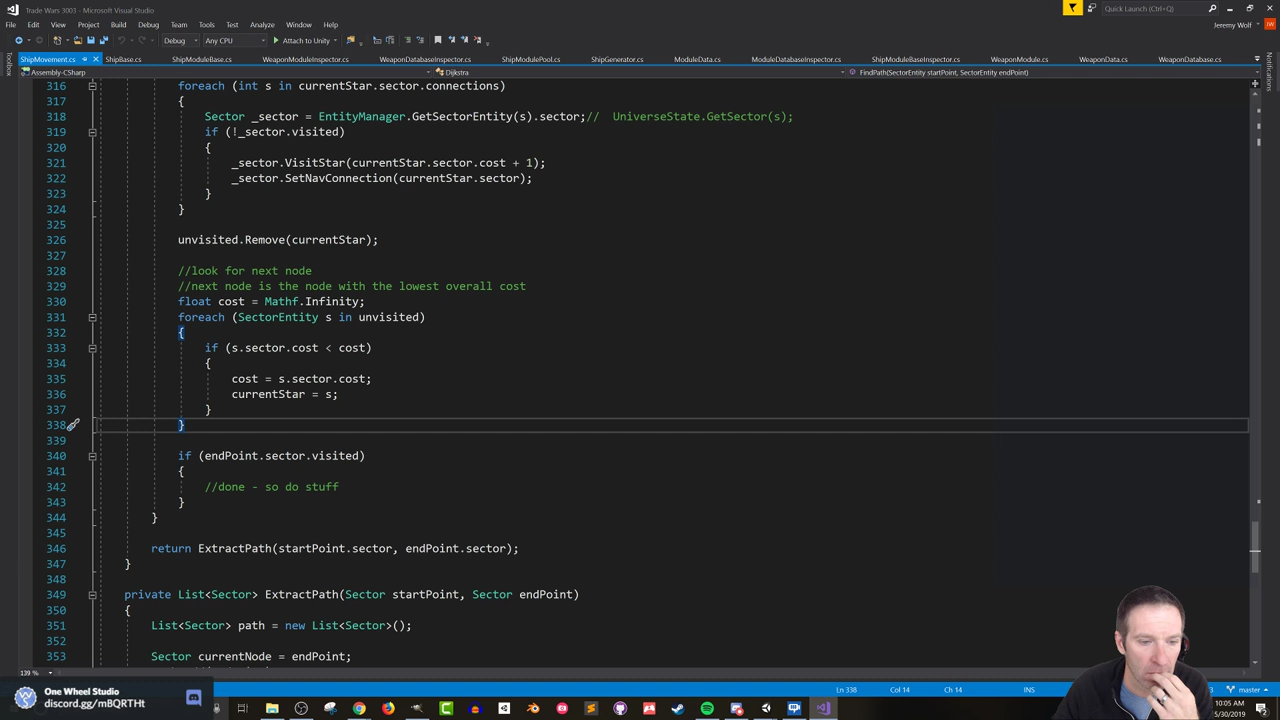 Trade Wars 3003 - Microsoft Visual Studio
Quick Launch (Ctrl+Q)
File Edit View Project Build Debug Team Tools Test Analyze Window Help
Jeremy Wolf
Debug Any CPU Attach to Unity
ShipMovement.cs ShipBase.cs ShipModuleBase.cs WeaponModuleInspector.cs WeaponDatabaseInspector.cs ShipModulePool.cs ShipGenerator.cs ModuleData.cs ModuleDatabaseInspector.cs ShipModuleBaseInspector.cs WeaponModule.cs WeaponData.cs WeaponDatabase.cs
Toolbox
Notifications
Assembly-CSharp Dijkstra FindPath(SectorEntity startPoint, SectorEntity endPoint)
316 foreach (int s in currentStar.sector.connections)
317 {
318 Sector _sector = EntityManager.GetSectorEntity(s).sector;//  UniverseState.GetSector(s);
319 if (!_sector.visited)
320 {
321 _sector.VisitStar(currentStar.sector.cost + 1);
322 _sector.SetNavConnection(currentStar.sector);
323 }
324 }
325
326 unvisited.Remove(currentStar);
327
328 //look for next node
329 //next node is the node with the lowest overall cost
330 float cost = Mathf.Infinity;
331 foreach (SectorEntity s in unvisited)
332 {
333 if (s.sector.cost < cost)
334 {
335 cost = s.sector.cost;
336 currentStar = s;
337 }
338 }
339
340 if (endPoint.sector.visited)
341 {
342 //done - so do stuff
343 }
344 }
345
346 return ExtractPath(startPoint.sector, endPoint.sector);
347 }
348
349 private List<Sector> ExtractPath(Sector startPoint, Sector endPoint)
350 {
351 List<Sector> path = new List<Sector>();
352
353 Sector currentNode = endPoint;
139 %
One Wheel Studio
discord.gg/mBQRTHt
Ln 338 Col 14 Ch 14 INS master
10:05 AM
5/30/2019